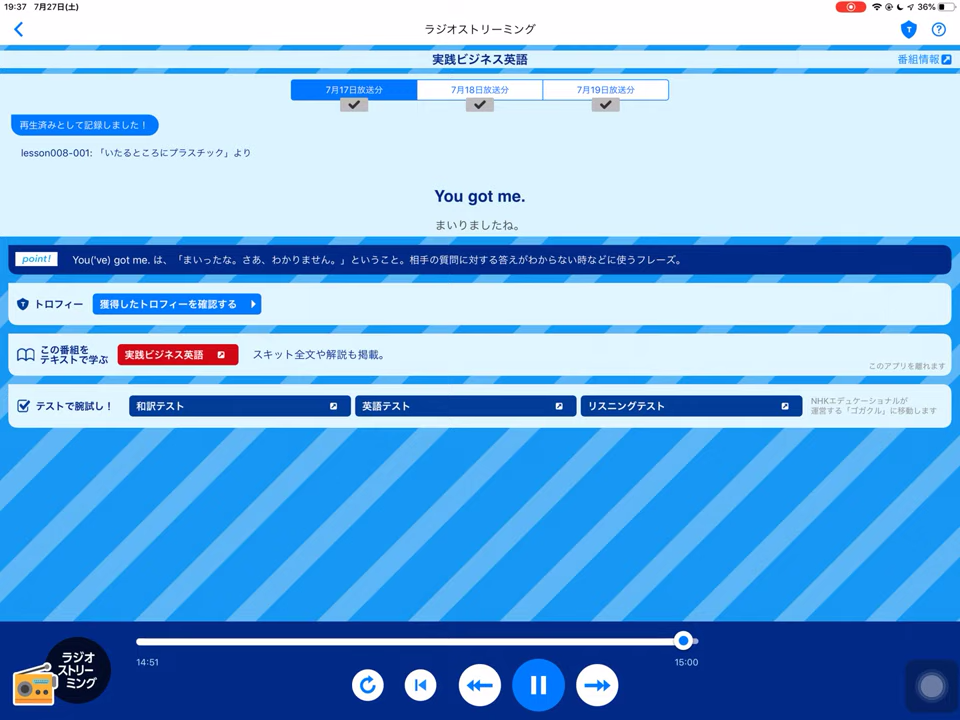 19:37 7月27日(土)
36%
ラジオストリーミング
実践ビジネス英語
番組情報
7月17日放送分
7月18日放送分
7月19日放送分
再生済みとして記録しました！
lesson008-001: 「いたるところにプラスチック」より
You got me.
まいりましたね。
point!
You('ve) got me. は、「まいったな。さあ、わかりません。」ということ。相手の質問に対する答えがわからない時などに使うフレーズ。
トロフィー
獲得したトロフィーを確認する
この番組を
テキストで学ぶ
実践ビジネス英語
スキット全文や解説も掲載。
このアプリを離れます
テストで腕試し！
和訳テスト
英語テスト
リスニングテスト
NHKエデュケーショナルが
運営する「ゴガクル」に移動します
ラジオ
ストリー
ミング
14:51
15:00